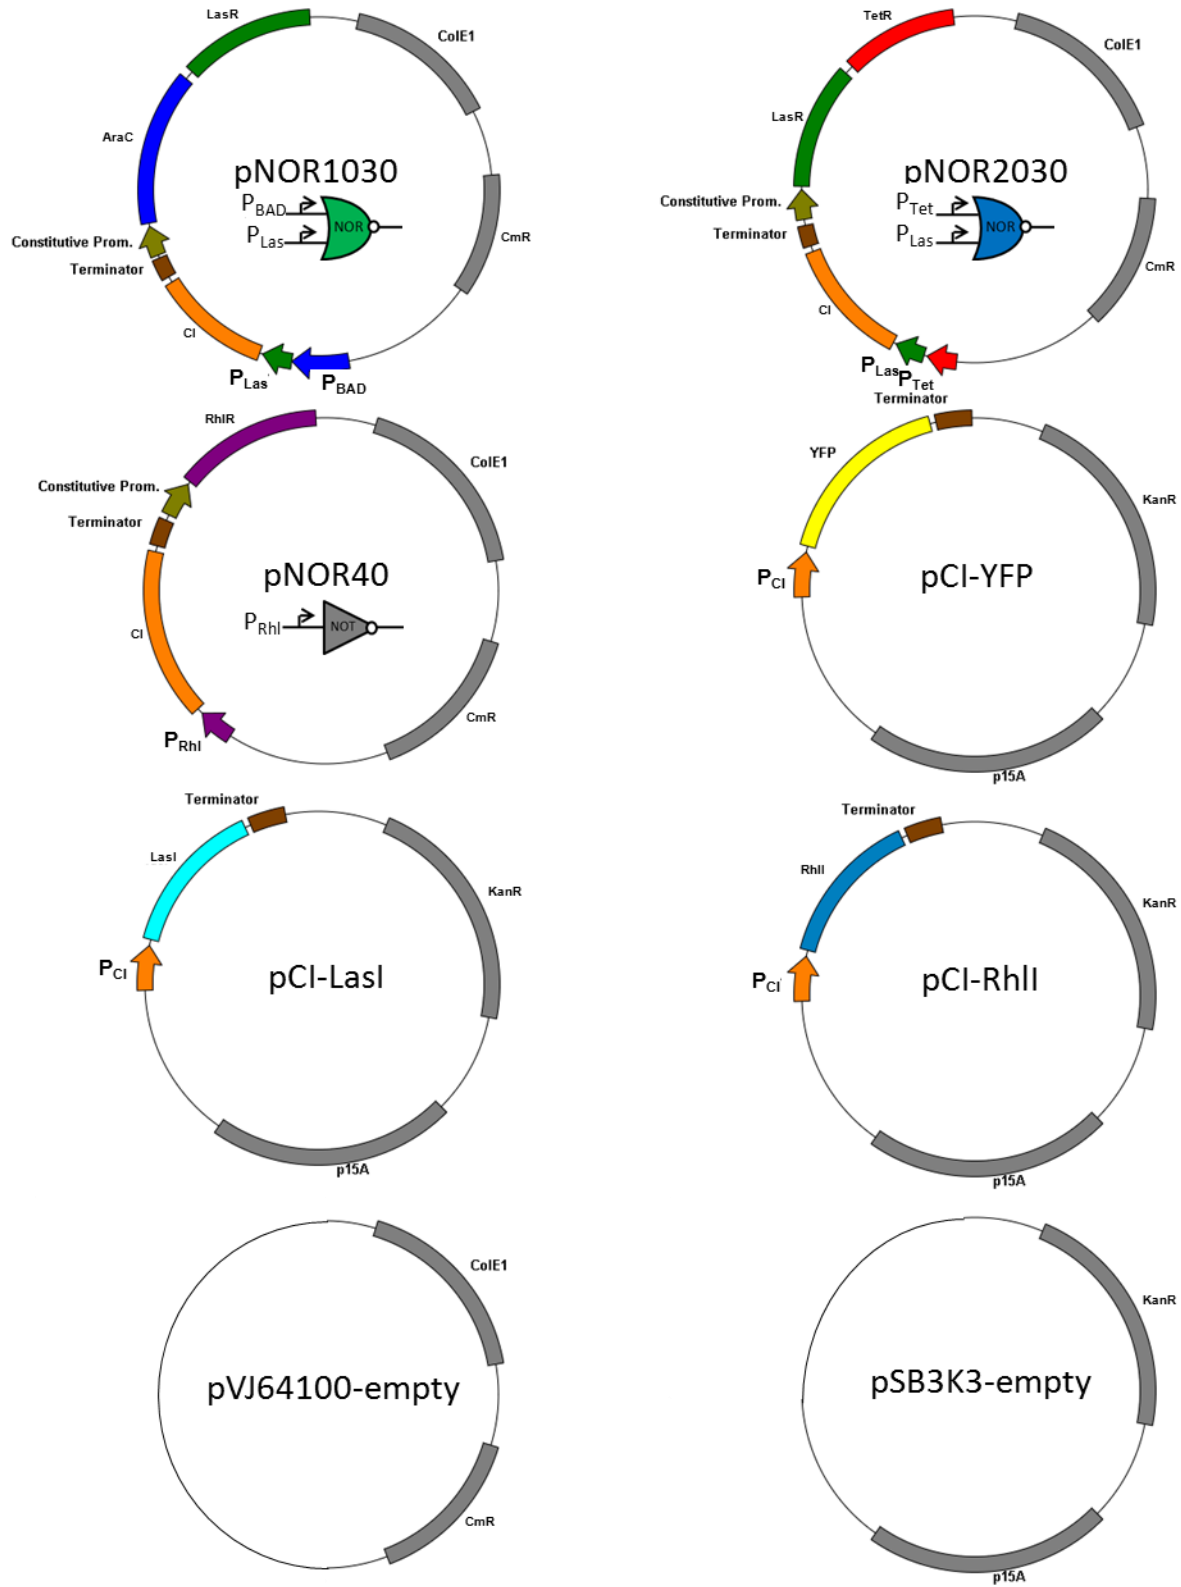 LasR
ColE1
AraC
pNOR1030
PBAD
PLas
NOR
CmR
Constitutive Prom.
Terminator
CI
PLas
PBAD
TetR
ColE1
LasR
pNOR2030
PTet
PLas
NOR
Constitutive Prom.
Terminator
CmR
CI
PLas
PTet
RhlR
ColE1
Constitutive Prom.
Terminator
pNOR40
PRhl
NOT
CI
CmR
PRhl
Terminator
YFP
KanR
PCI
pCI-YFP
p15A
Terminator
LasI
KanR
PCI
pCI-LasI
p15A
Terminator
RhlI
KanR
PCI
pCI-RhlI
p15A
ColE1
pVJ64100-empty
CmR
KanR
pSB3K3-empty
p15A